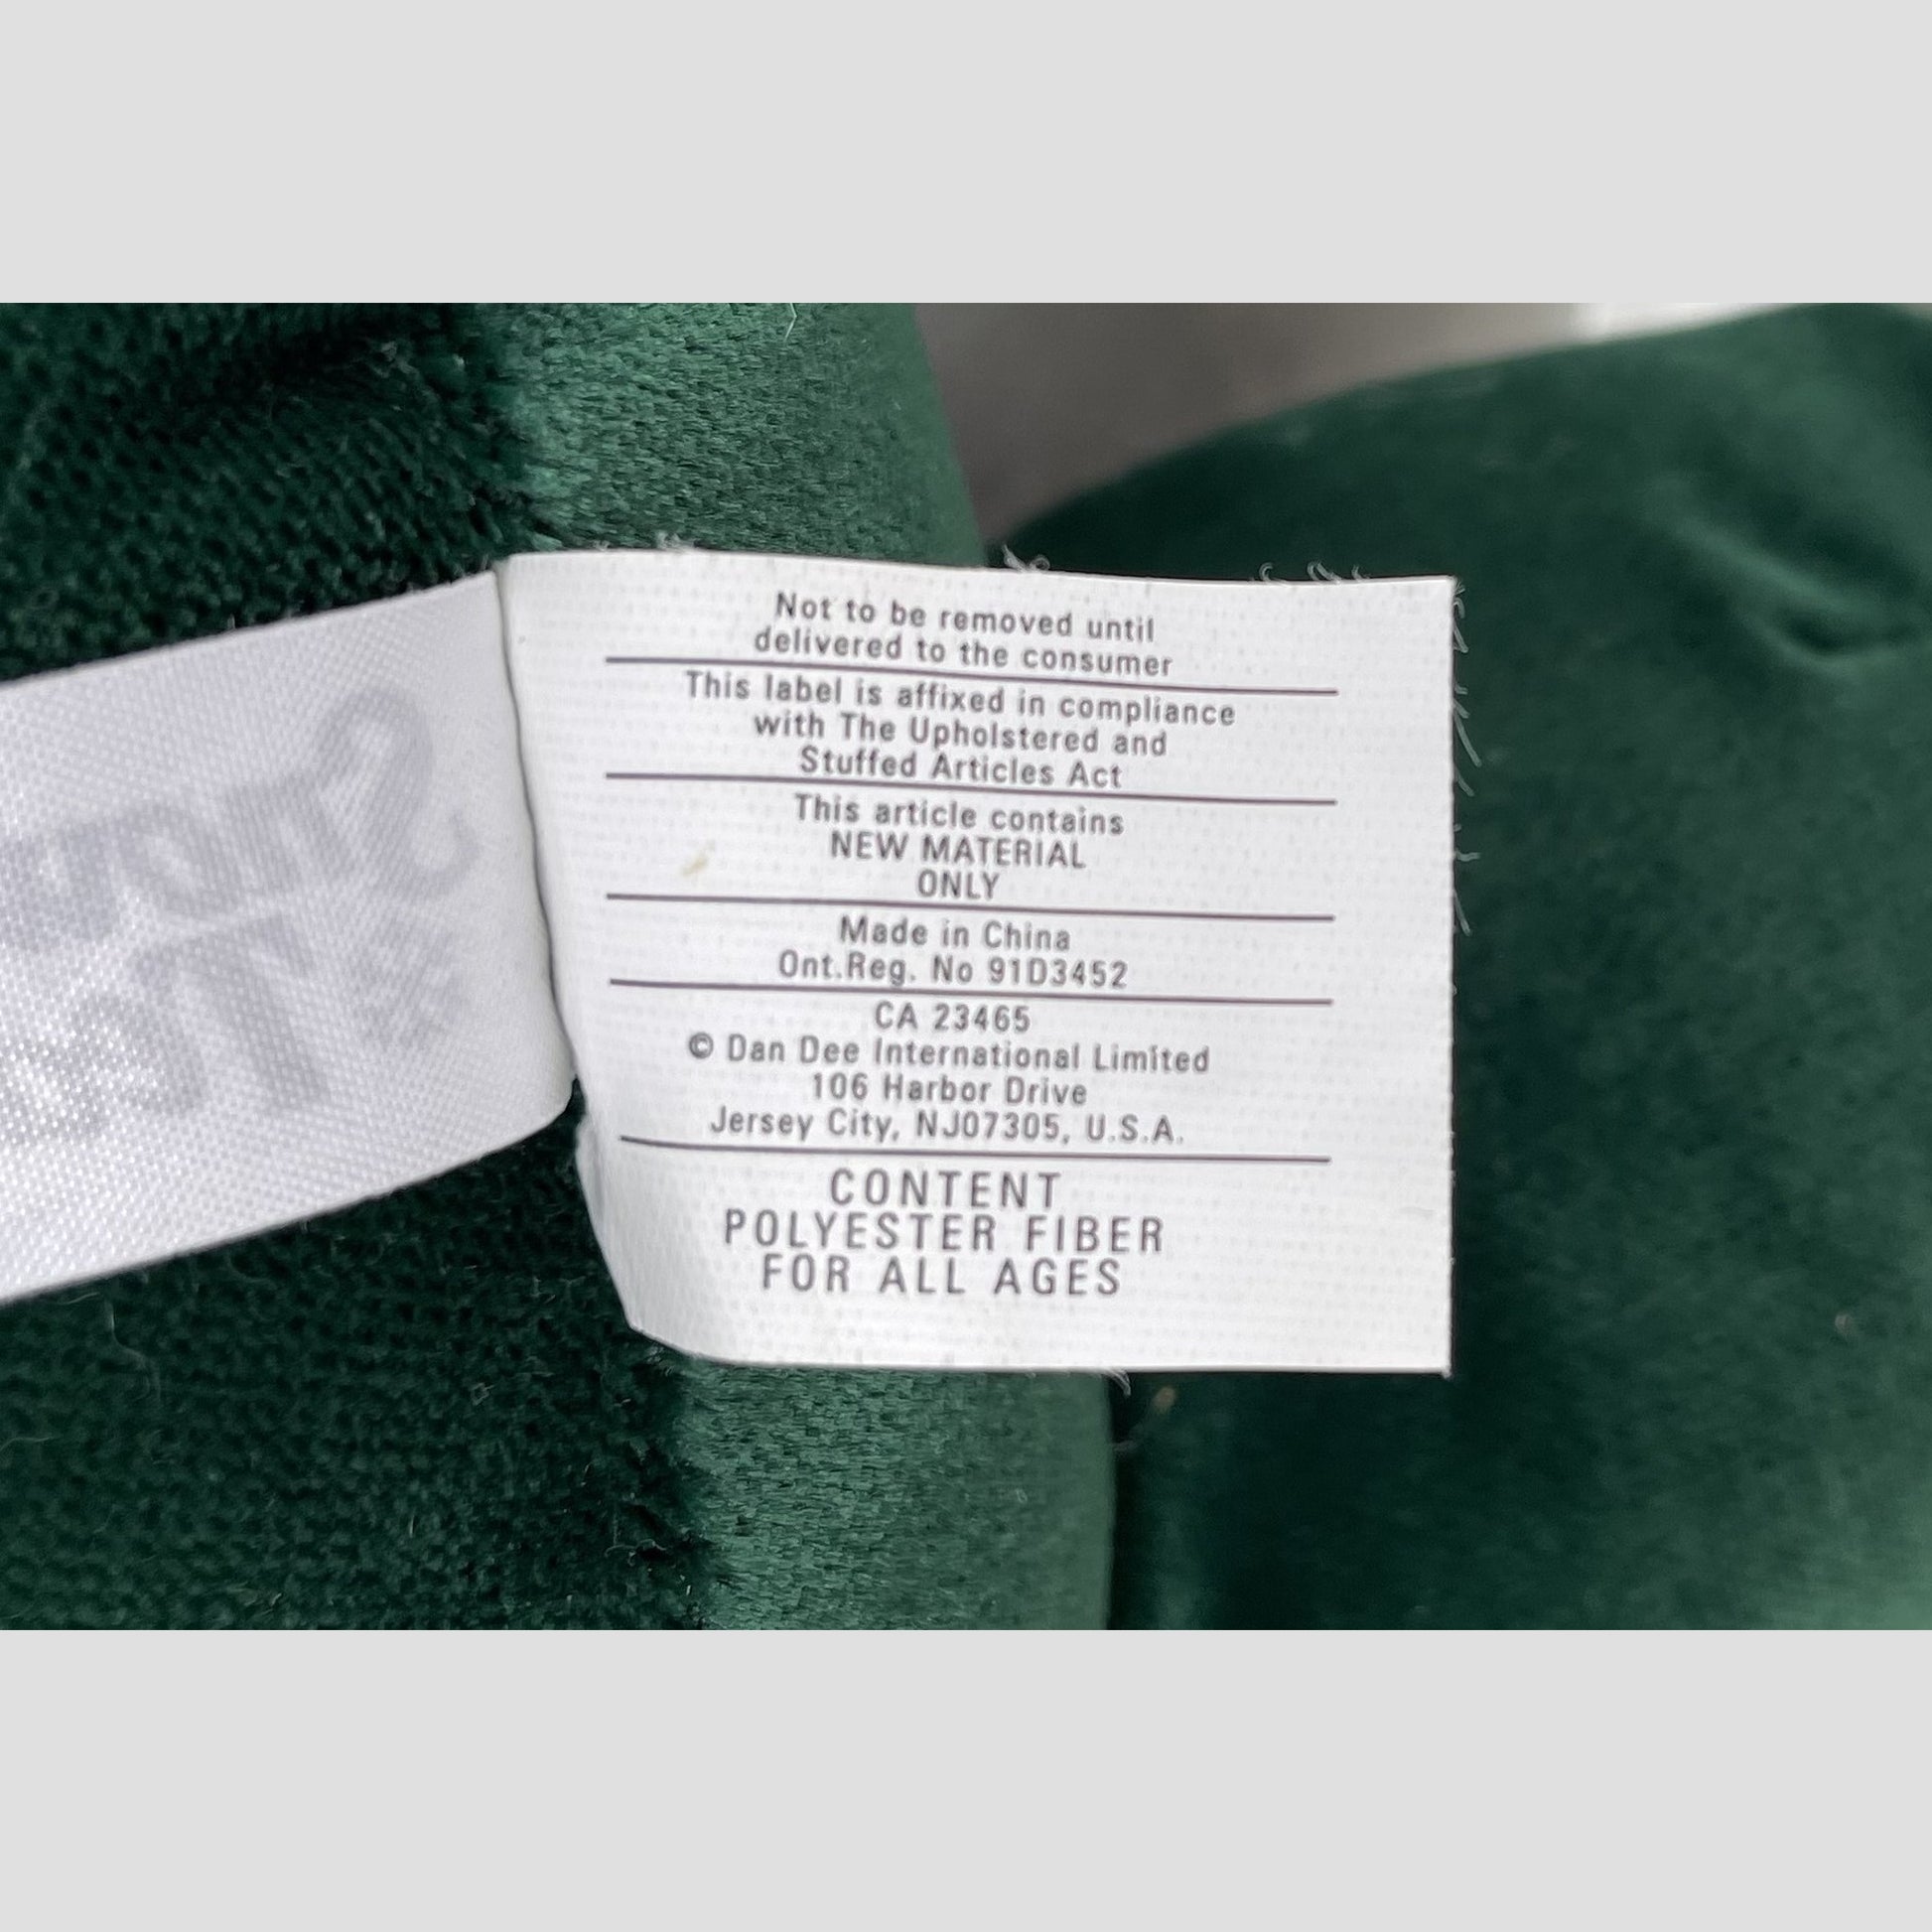 Not to be removed until
delivered to the consumer
This label is affixed in compliance
with The Upholstered and
Stuffed Articles Act
This article contains
NEW MATERIAL
ONLY
Made in China
Ont.Reg. No 91D3452
CA 23465
© Dan Dee International Limited
106 Harbor Drive
Jersey City, NJ07305, U.S.A.
CONTENT
POLYESTER FIBER
FOR ALL AGES